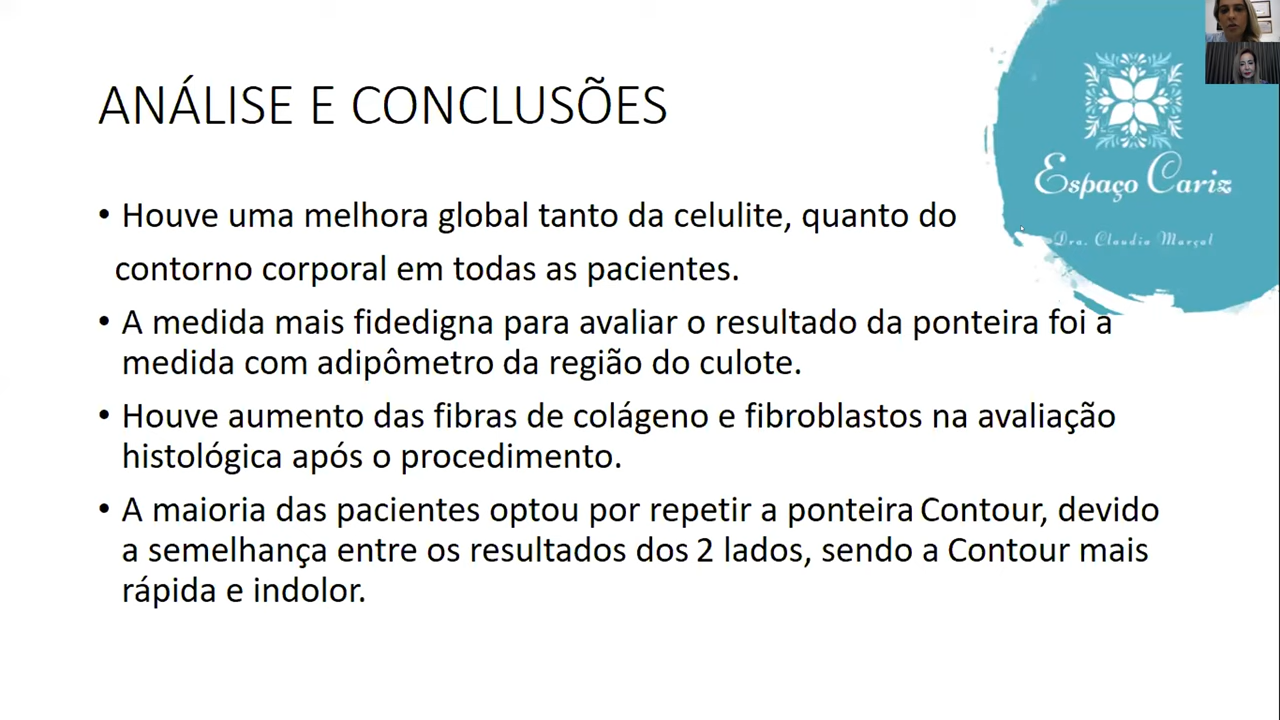 ANÁLISE E CONCLUSÕES
Espaço Cariz
Dra. Claudia Marçal
• Houve uma melhora global tanto da celulite, quanto do
contorno corporal em todas as pacientes.
• A medida mais fidedigna para avaliar o resultado da ponteira foi a
medida com adipômetro da região do culote.
• Houve aumento das fibras de colágeno e fibroblastos na avaliação
histológica após o procedimento.
• A maioria das pacientes optou por repetir a ponteira Contour, devido
a semelhança entre os resultados dos 2 lados, sendo a Contour mais
rápida e indolor.